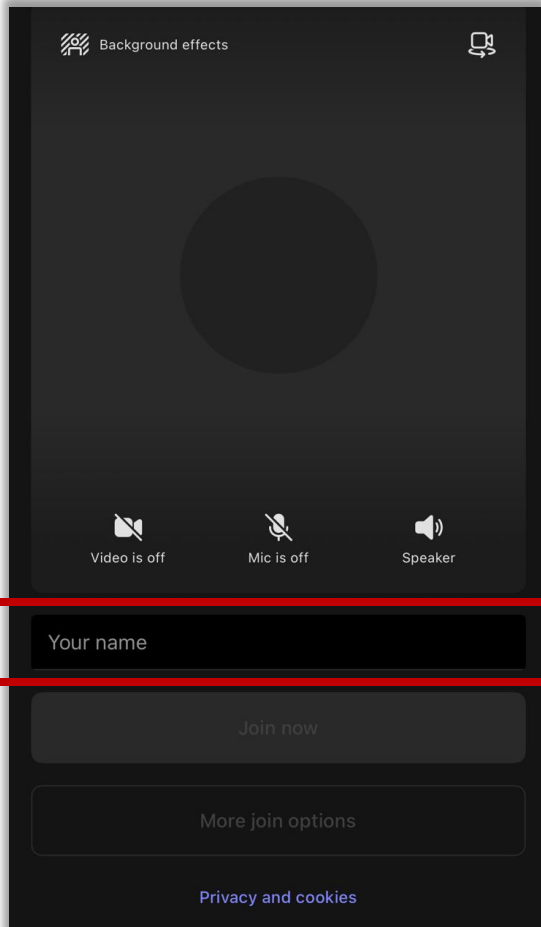 Background effects
Video is off Mic is off Speaker
Your name
Join now
More join options
Privacy and cookies